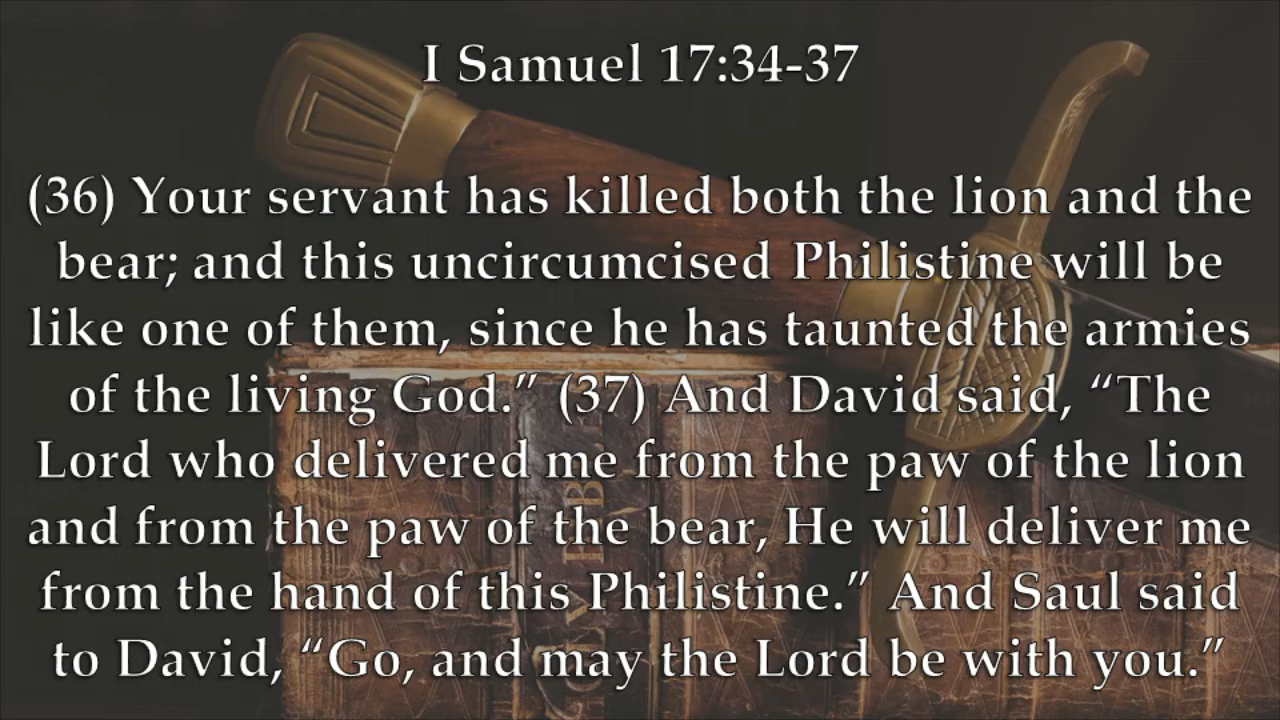 I Samuel 17:34-37
(36) Your servant has killed both the lion and the
bear; and this uncircumcised Philistine will be
like one of them, since he has taunted the armies
of the living God.” (37) And David said, “The
Lord who delivered me from the paw of the lion
and from the paw of the bear, He will deliver me
from the hand of this Philistine.” And Saul said
to David, “Go, and may the Lord be with you.”